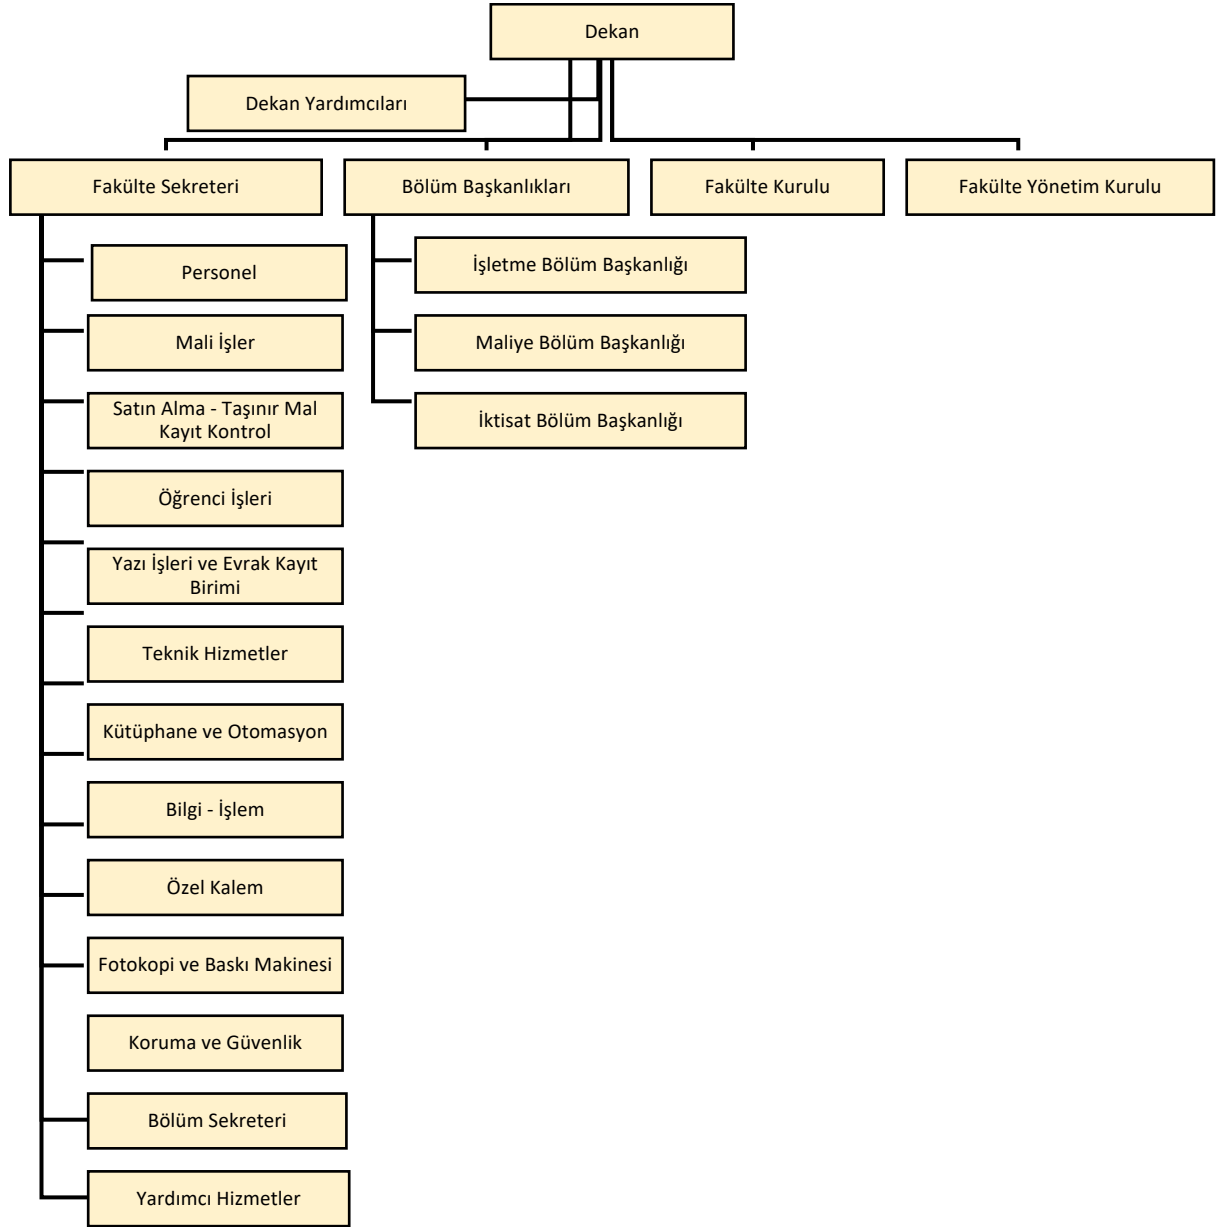 Dekan
Dekan Yardımcıları
Fakülte Sekreteri
Bölüm Başkanlıkları
Fakülte Kurulu
Fakülte Yönetim Kurulu
Personel
Mali İşler
Satın Alma - Taşınır Mal
Kayıt Kontrol
Öğrenci İşleri
Yazı İşleri ve Evrak Kayıt
Birimi
Teknik Hizmetler
Kütüphane ve Otomasyon
Bilgi - İşlem
Özel Kalem
Fotokopi ve Baskı Makinesi
Koruma ve Güvenlik
Bölüm Sekreteri
Yardımcı Hizmetler
İşletme Bölüm Başkanlığı
Maliye Bölüm Başkanlığı
İktisat Bölüm Başkanlığı